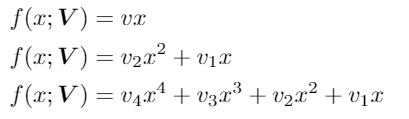 f(x; V) = vx
f(x; V) = v₂x² + v₁x
f(x; V) = v₄x⁴ + v₃x³ + v₂x² + v₁x